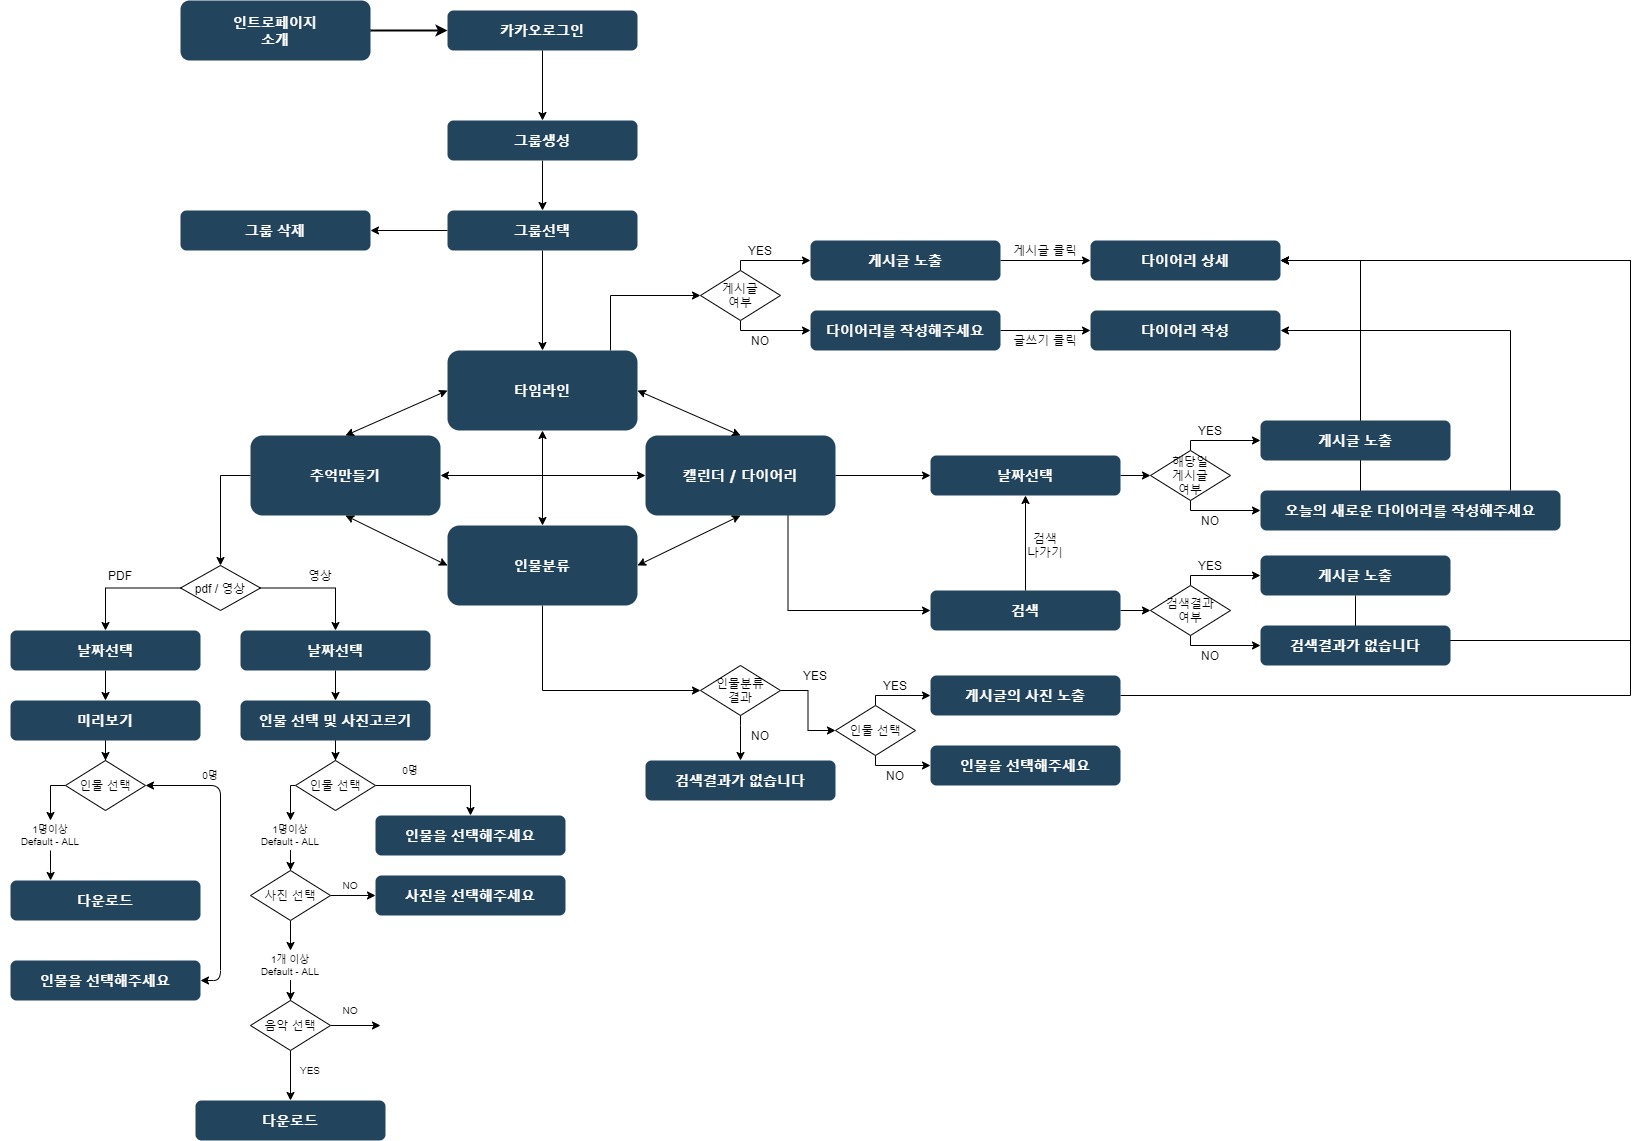 인트로페이지
소개
카카오로그인
그룹생성
그룹 삭제
그룹선택
YES
게시글
여부
NO
게시글 노출
게시글 클릭
다이어리 상세
다이어리를 작성해주세요
글쓰기 클릭
다이어리 작성
타임라인
추억만들기
캘린더 / 다이어리
인물분류
날짜선택
YES
해당일
게시글
여부
NO
게시글 노출
오늘의 새로운 다이어리를 작성해주세요
검색
나가기
검색
YES
검색결과
여부
NO
게시글 노출
검색결과가 없습니다
PDF
pdf / 영상
영상
날짜선택
날짜선택
미리보기
인물 선택 및 사진고르기
인물 선택
0명
1명이상
Default - ALL
다운로드
인물을 선택해주세요
인물 선택
0명
인물을 선택해주세요
1명이상
Default - ALL
사진 선택
NO
사진을 선택해주세요
1개 이상
Default - ALL
음악 선택
NO
YES
다운로드
인물분류
결과
YES
NO
검색결과가 없습니다
인물 선택
YES
게시글의 사진 노출
NO
인물을 선택해주세요